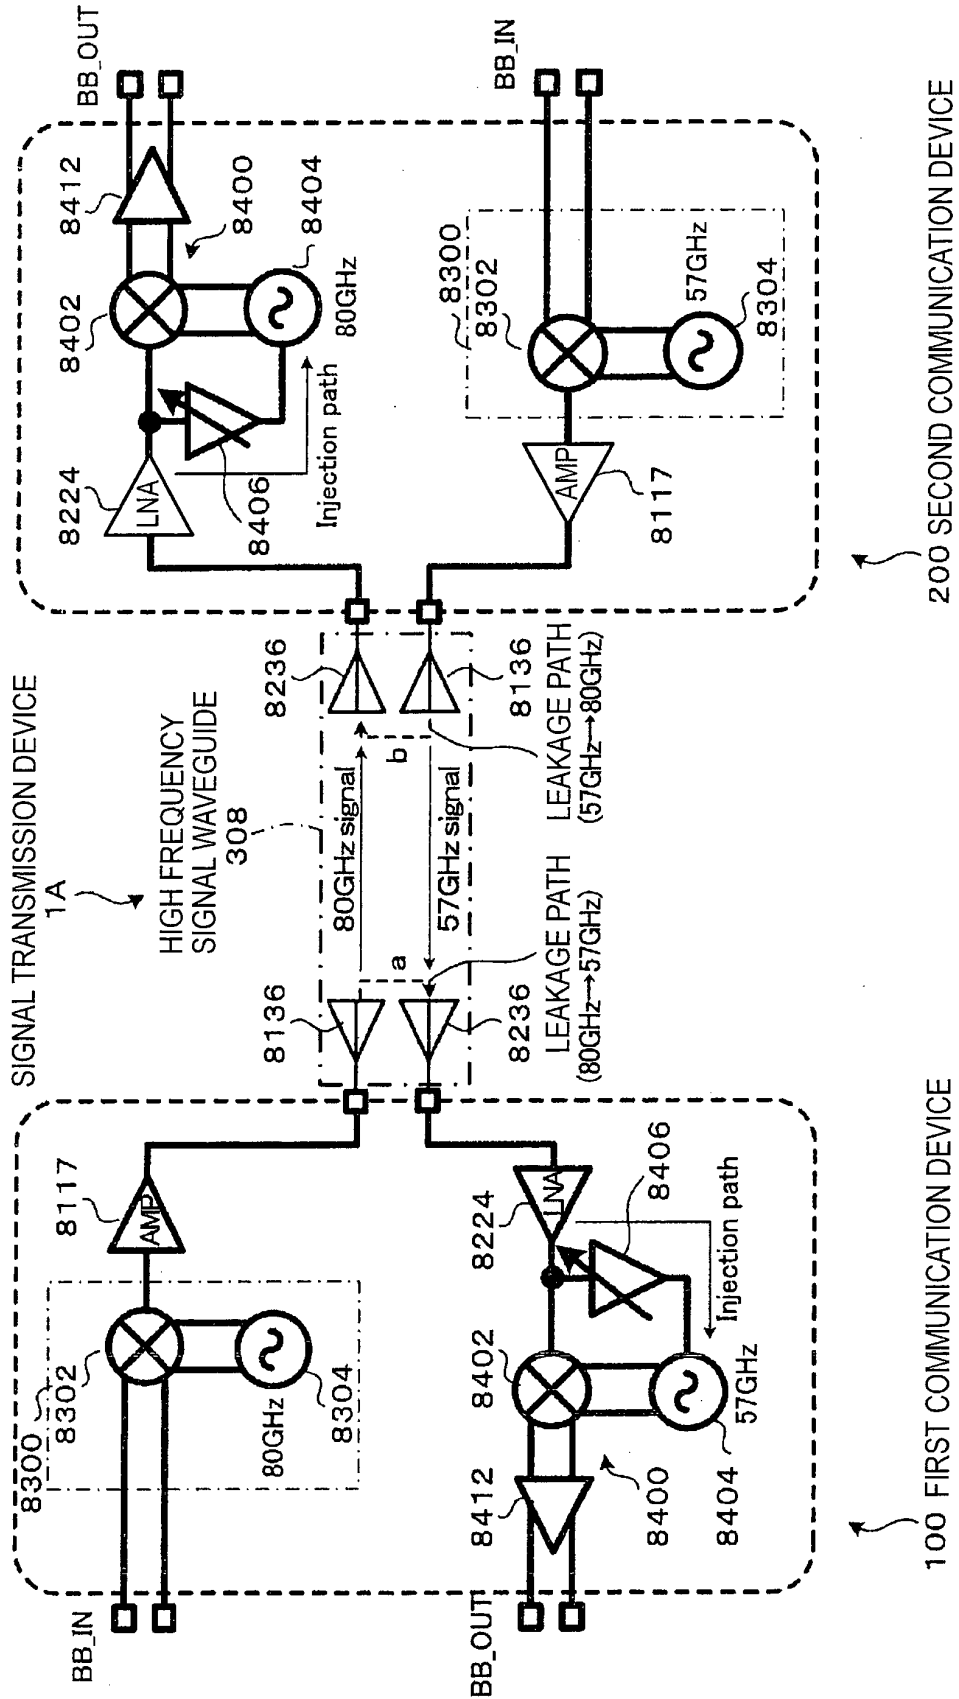 SIGNAL TRANSMISSION DEVICE
1A
HIGH FREQUENCY
SIGNAL WAVEGUIDE
308
BB_IN
8300
8302
80GHz
8304
8117
AMP
8136
80GHz signal
a
57GHz signal
b
8236
8236
8136
LEAKAGE PATH
(80GHz→57GHz)
LEAKAGE PATH
(57GHz→80GHz)
8224
LNA
8406
Injection path
8402
8400
8404
80GHz
8412
BB_OUT
BB_IN
8300
8302
57GHz
8304
AMP
8117
BB_OUT
8412
8400
8402
8404
57GHz
8224
LNA
8406
Injection path
100 FIRST COMMUNICATION DEVICE
200 SECOND COMMUNICATION DEVICE